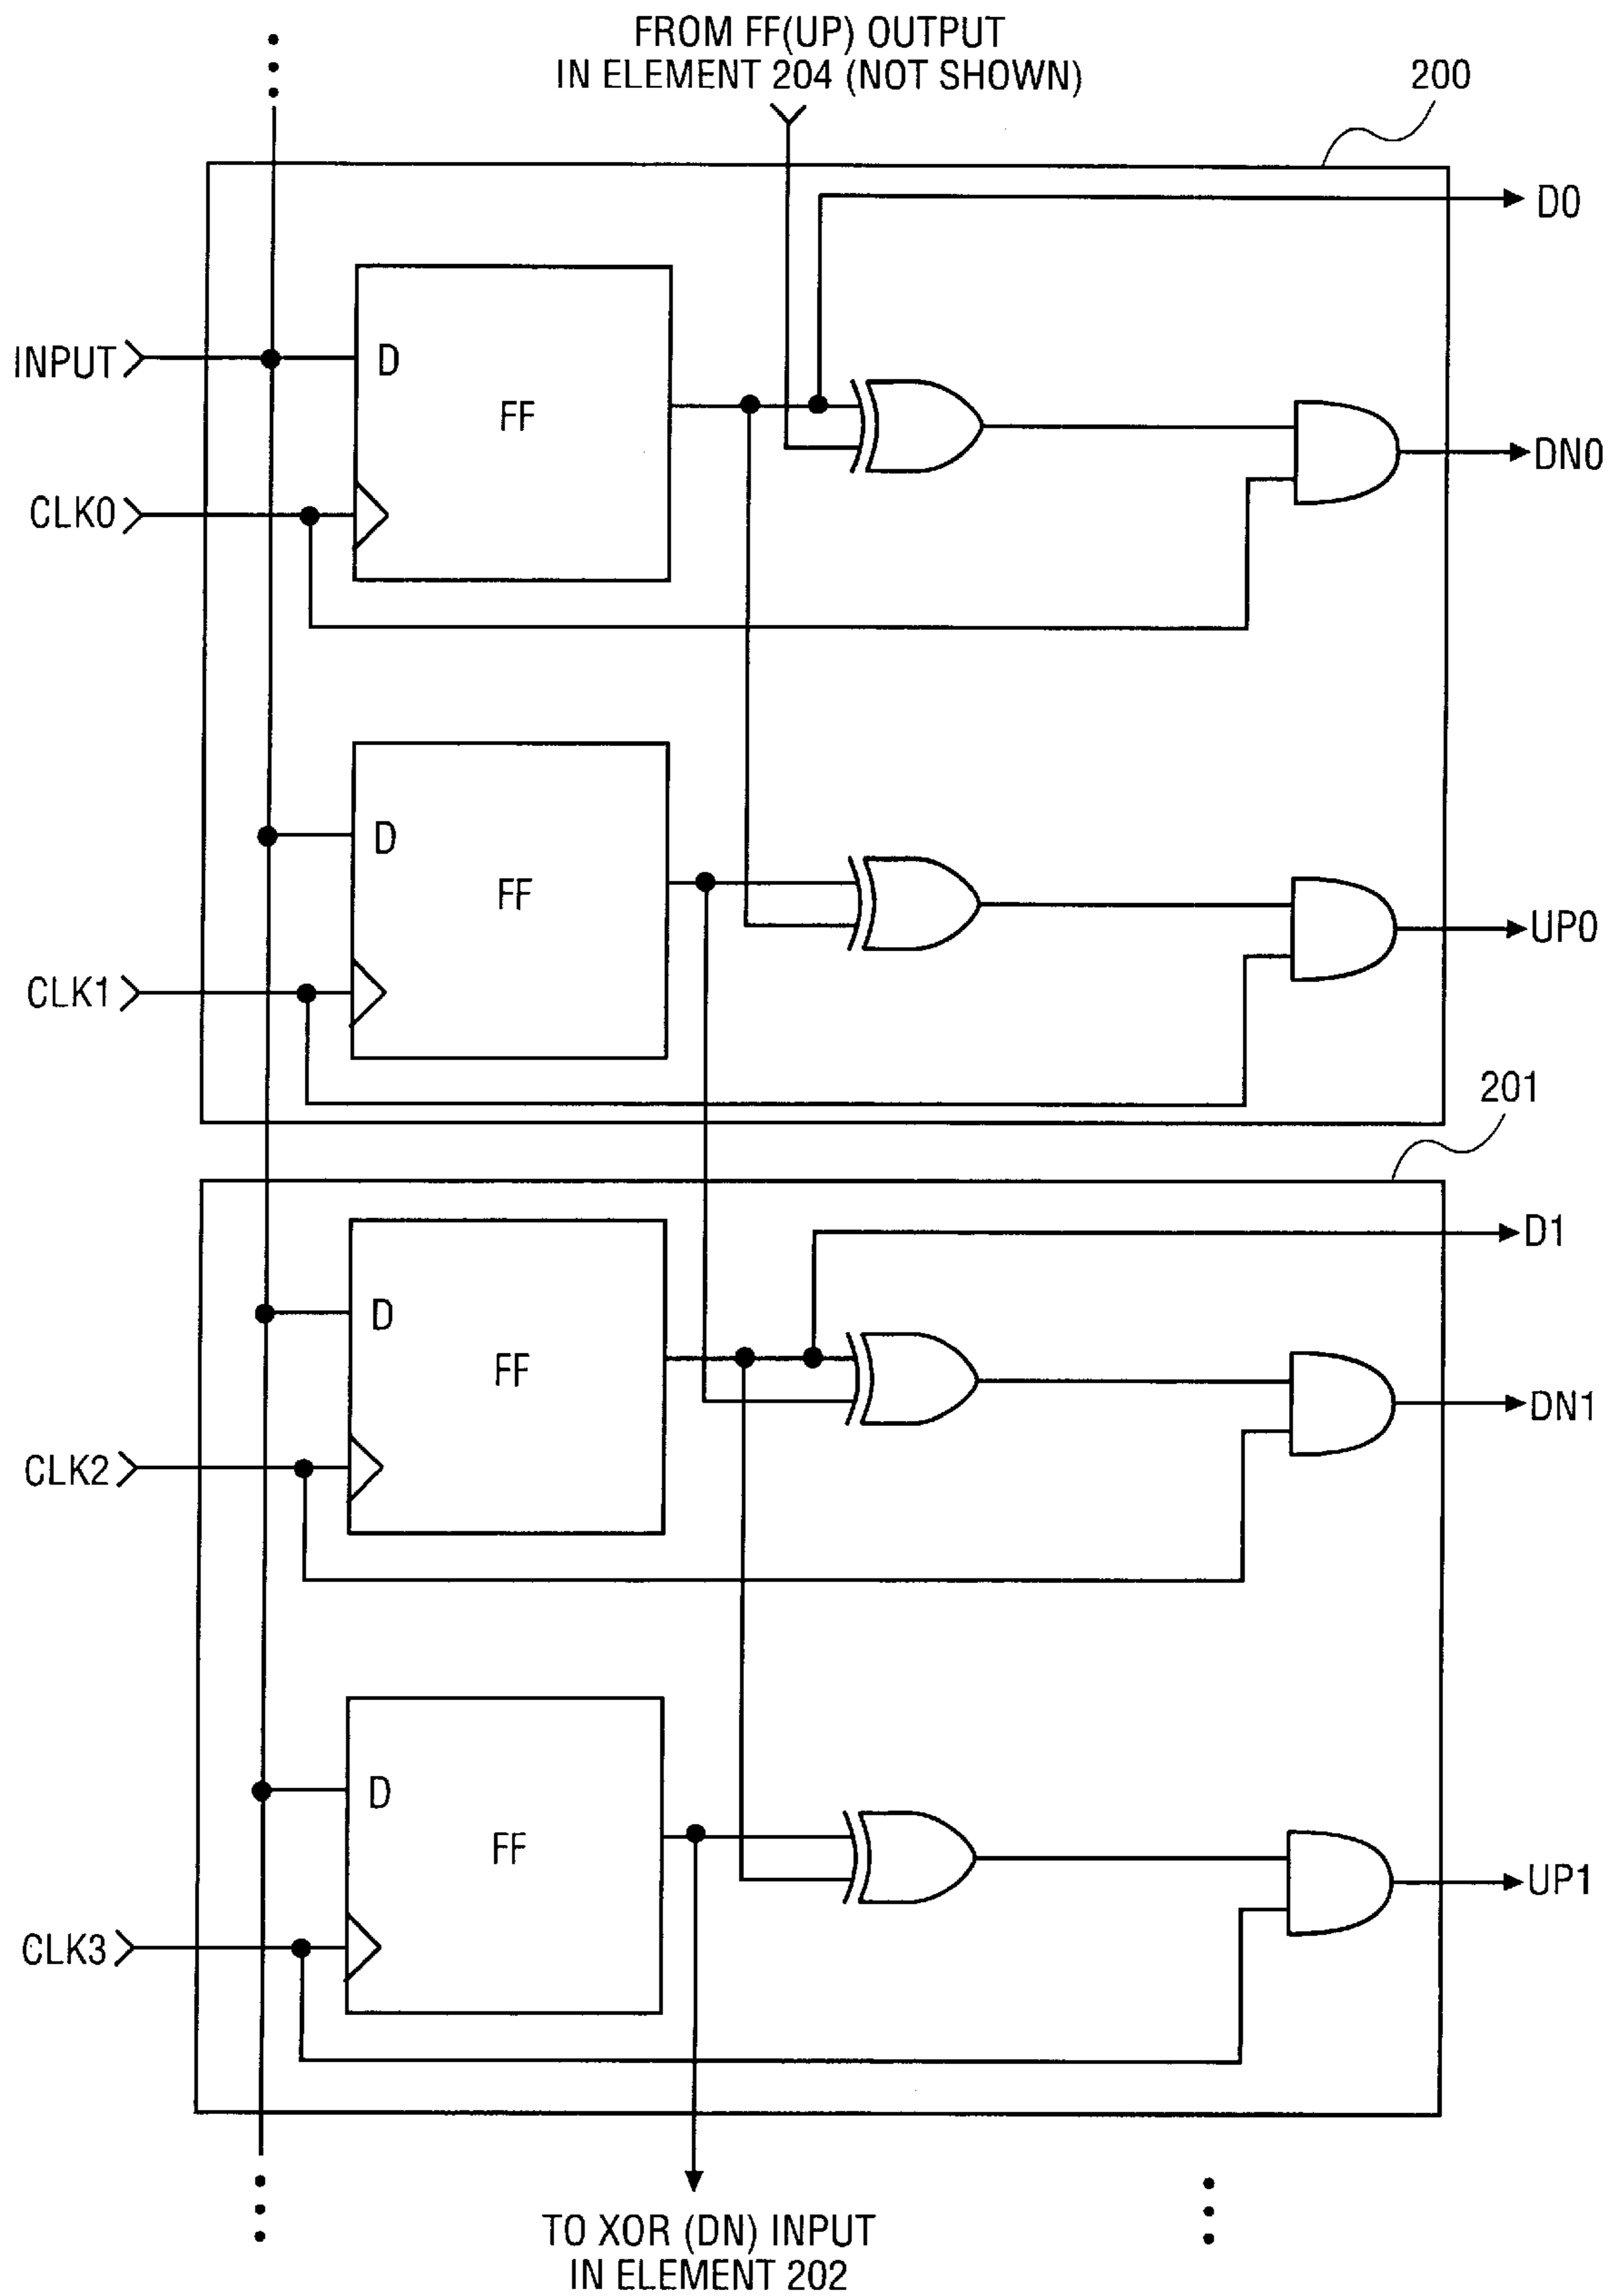 FROM FF(UP) OUTPUT
IN ELEMENT 204 (NOT SHOWN)
200
D0
INPUT
D
FF
DN0
CLK0
D
FF
UP0
CLK1
201
D1
D
FF
DN1
CLK2
D
FF
UP1
CLK3
TO XOR (DN) INPUT
IN ELEMENT 202